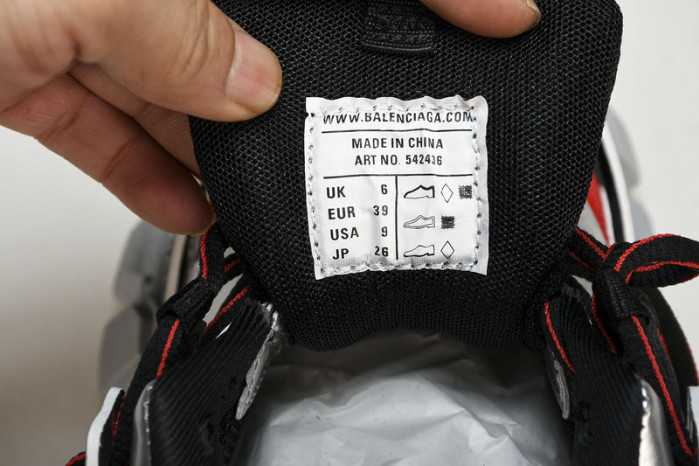 WWW.BALENCIAGA.COM
MADE IN CHINA
ART NO. 542436
UK 6
EUR 39
USA 9
JP 26